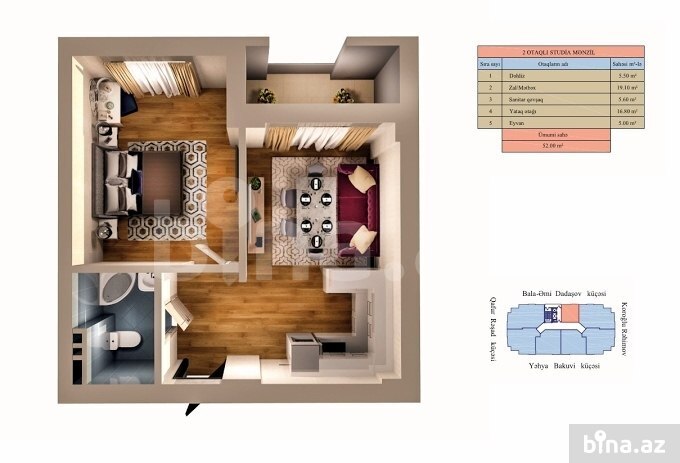 2 OTAQLI STUDİA MƏNZİL
Sıra sayı Otaqların adı Sahəsi m²-lə
1 Dəhliz 5.50 m²
2 Zal/Mətbəx 19.10 m²
3 Sanitar qovşaq 5.60 m²
4 Yataq otağı 16.80 m²
5 Eyvan 5.00 m²
Ümumi sahə
52.00 m²
Bala-Əmi Dadaşov küçəsi
Qafur Rəşad küçəsi
Koroğlu Rəhimov
Yəhya Bakuvi küçəsi
bina.az
bina.az